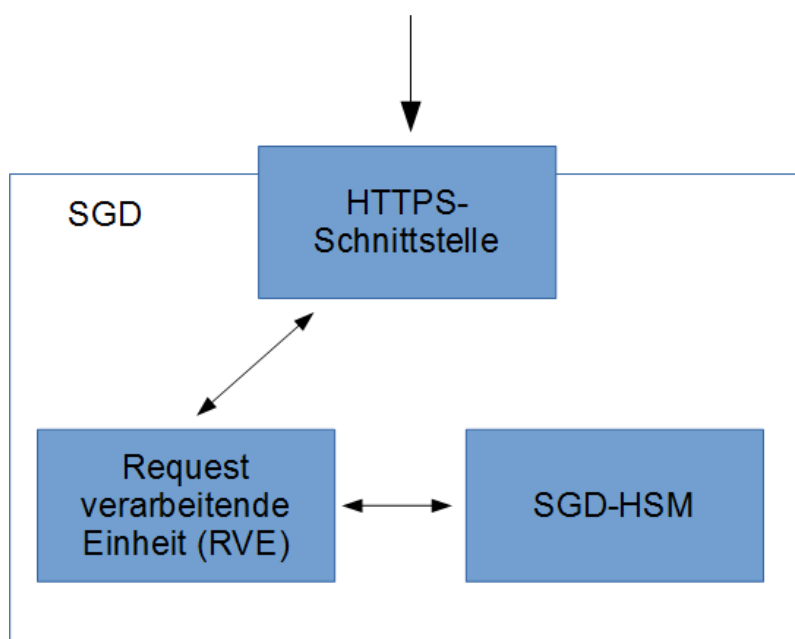 SGD
HTTPS-
Schnittstelle
Request
verarbeitende
Einheit (RVE)
SGD-HSM